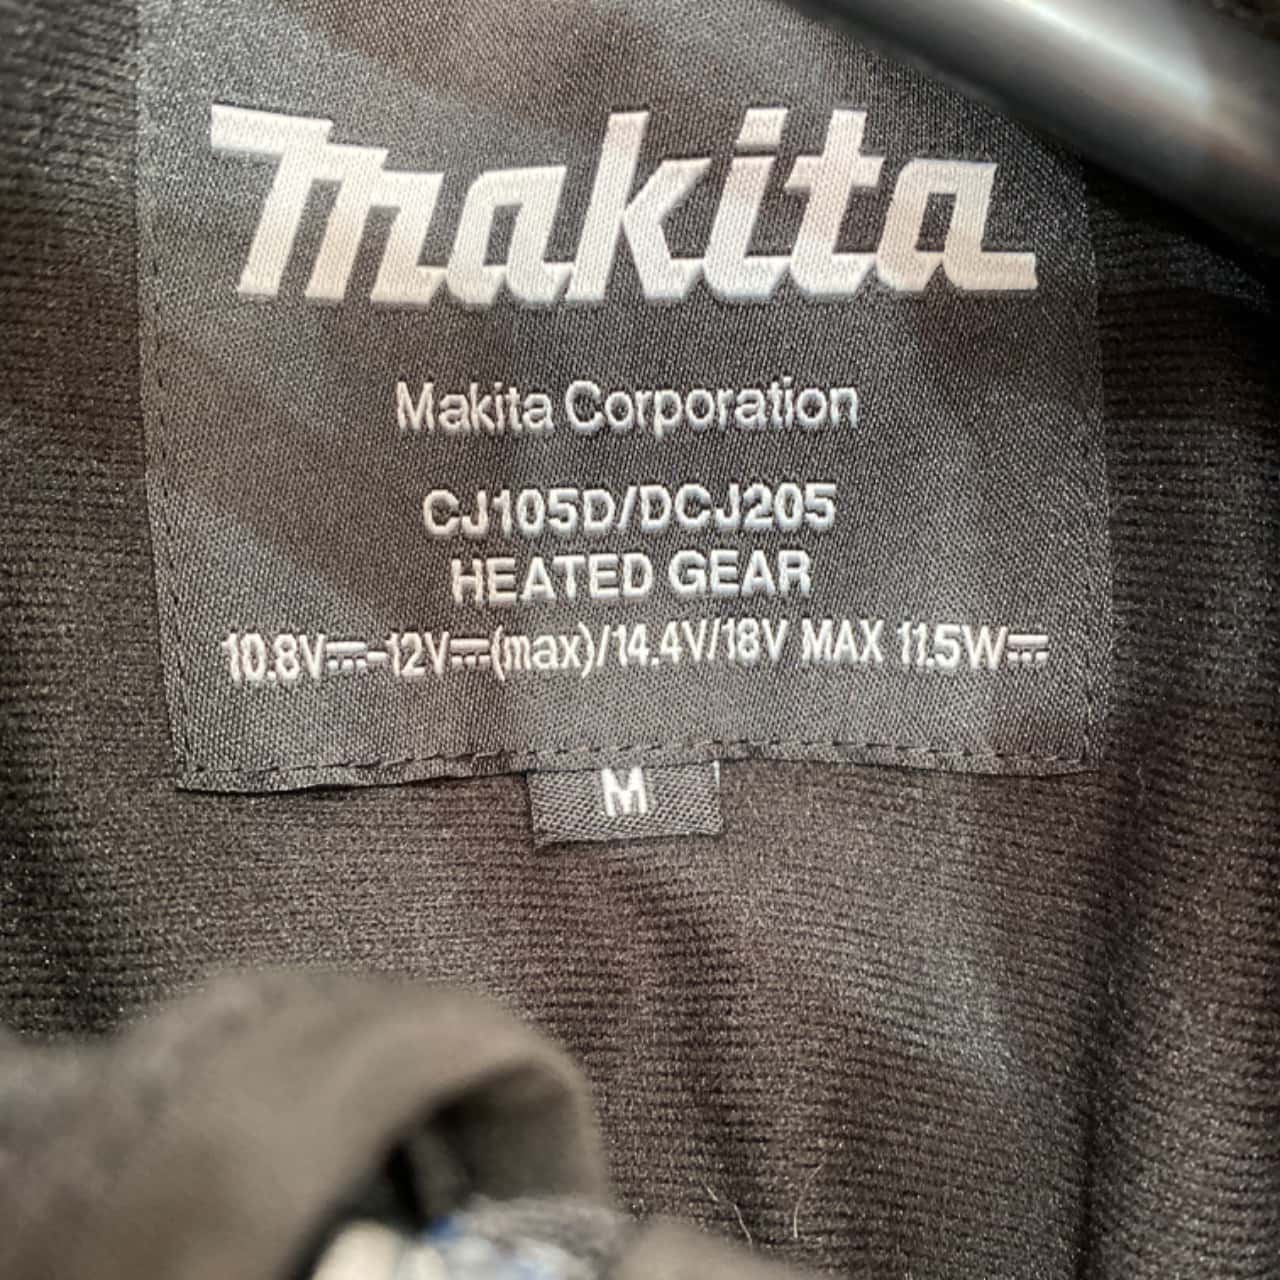 makita
Makita Corporation
CJ105D/DCJ205
HEATED GEAR
10.8V⎓-12V⎓(max)/14.4V/18V MAX 11.5W⎓
M